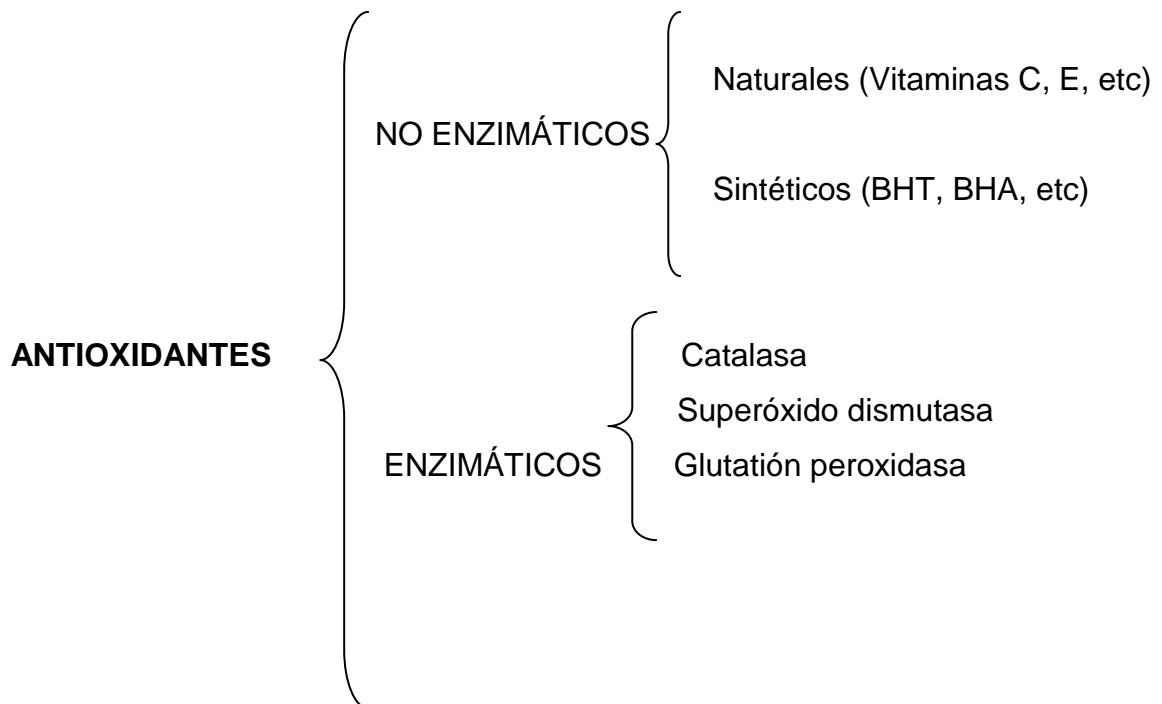 Naturales (Vitaminas C, E, etc)
NO ENZIMÁTICOS
Sintéticos (BHT, BHA, etc)
ANTIOXIDANTES
Catalasa
Superóxido dismutasa
ENZIMÁTICOS
Glutatión peroxidasa